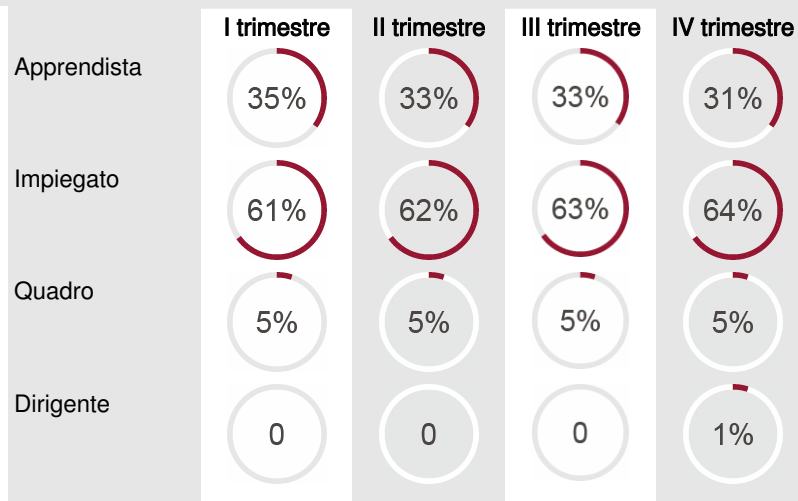 I trimestre II trimestre III trimestre IV trimestre
Apprendista 35% 33% 33% 31%
Impiegato 61% 62% 63% 64%
Quadro 5% 5% 5% 5%
Dirigente 0 0 0 1%